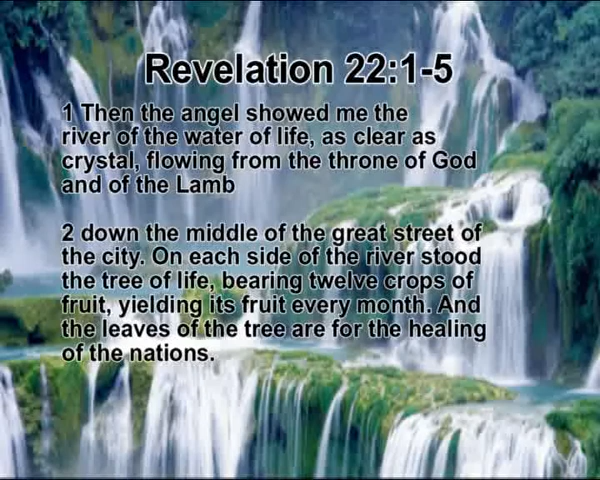 Revelation 22:1-5
1 Then the angel showed me the
river of the water of life, as clear as
crystal, flowing from the throne of God
and of the Lamb
2 down the middle of the great street of
the city. On each side of the river stood
the tree of life, bearing twelve crops of
fruit, yielding its fruit every month. And
the leaves of the tree are for the healing
of the nations.